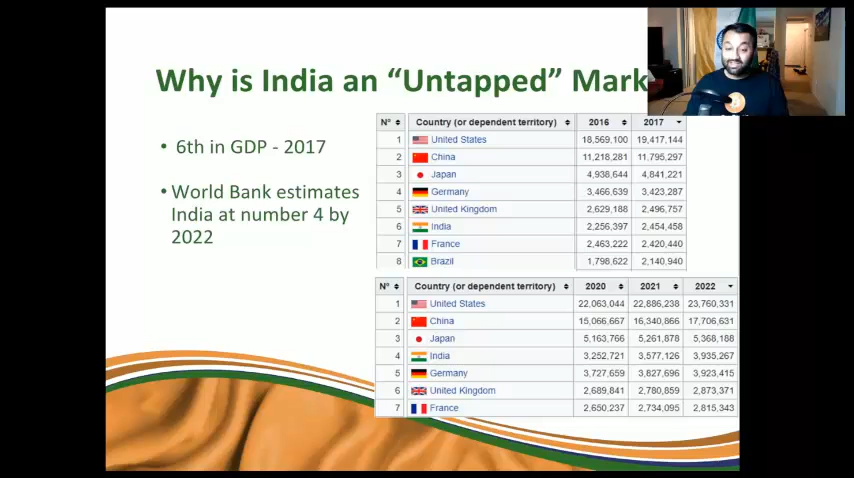 Why is India an “Untapped” Mark
• 6th in GDP - 2017
• World Bank estimates
India at number 4 by
2022
N° Country (or dependent territory) 2016 2017
1 United States 18,569,100 19,417,144
2 China 11,218,281 11,795,297
3 Japan 4,938,644 4,841,221
4 Germany 3,466,639 3,423,287
5 United Kingdom 2,629,188 2,496,757
6 India 2,256,397 2,454,458
7 France 2,463,222 2,420,440
8 Brazil 1,798,622 2,140,940
N° Country (or dependent territory) 2020 2021 2022
1 United States 22,063,044 22,886,238 23,760,331
2 China 15,066,667 16,340,866 17,706,631
3 Japan 5,163,766 5,261,878 5,368,188
4 India 3,252,721 3,577,126 3,935,267
5 Germany 3,727,659 3,827,696 3,923,415
6 United Kingdom 2,689,841 2,780,859 2,873,371
7 France 2,650,237 2,734,095 2,815,343